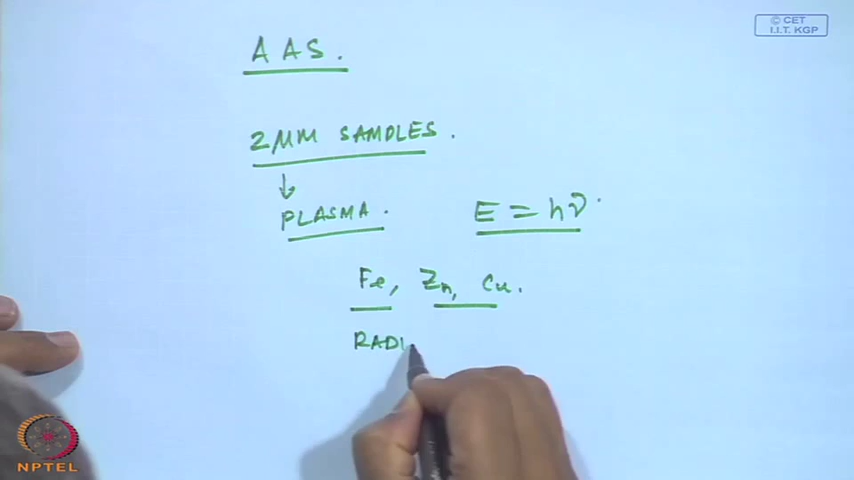 © CET
I.I.T. KGP
AAS.
2MM SAMPLES.
↓
PLASMA. E = hν
Fe, Zn, Cu.
RADI
NPTEL